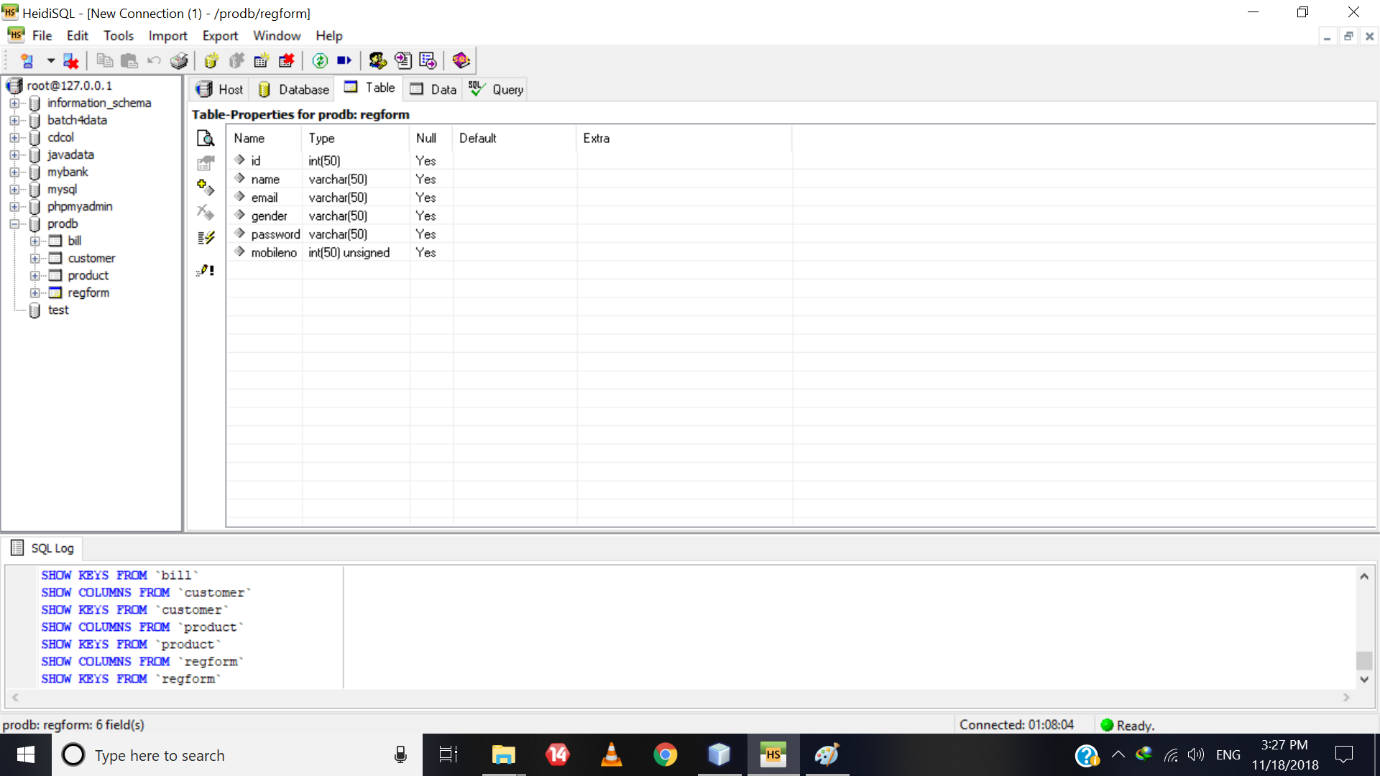 HeidiSQL - [New Connection (1) - /prodb/regform]
File Edit Tools Import Export Window Help
root@127.0.0.1
information_schema
batch4data
cdcol
javadata
mybank
mysql
phpmyadmin
prodb
bill
customer
product
regform
test
Host Database Table Data SQL Query
Table-Properties for prodb: regform
Name Type Null Default Extra
id int(50) Yes
name varchar(50) Yes
email varchar(50) Yes
gender varchar(50) Yes
password varchar(50) Yes
mobileno int(50) unsigned Yes
SQL Log
SHOW KEYS FROM `bill`
SHOW COLUMNS FROM `customer`
SHOW KEYS FROM `customer`
SHOW COLUMNS FROM `product`
SHOW KEYS FROM `product`
SHOW COLUMNS FROM `regform`
SHOW KEYS FROM `regform`
prodb: regform: 6 field(s) Connected: 01:08:04 Ready.
Type here to search 14 HS ENG 3:27 PM
11/18/2018